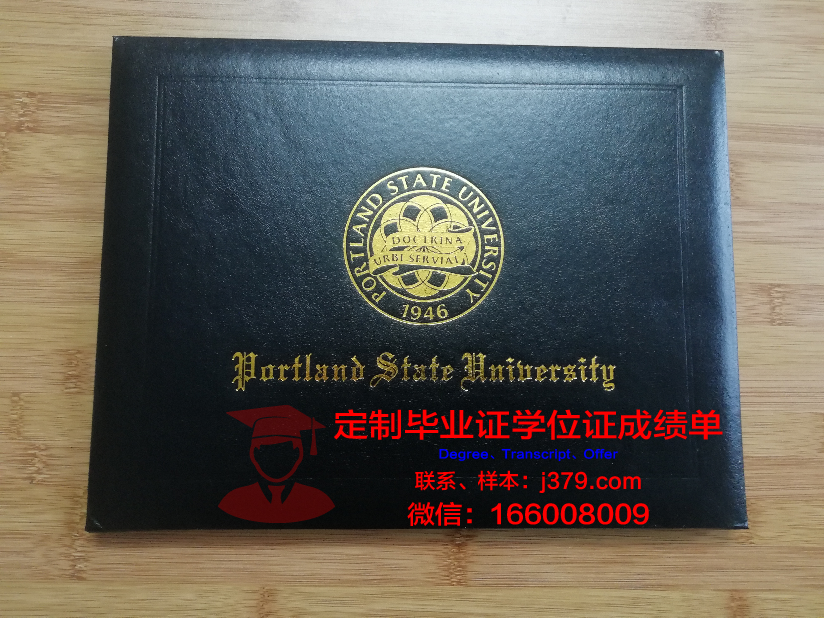 PORTLAND STATE UNIVERSITY
DOCTRINA
URBI SERVIAT
1946
Portland State University
定制毕业证学位证成绩单
Degree、Transcript、Offer
联系、样本：j379.com
微信：166008009